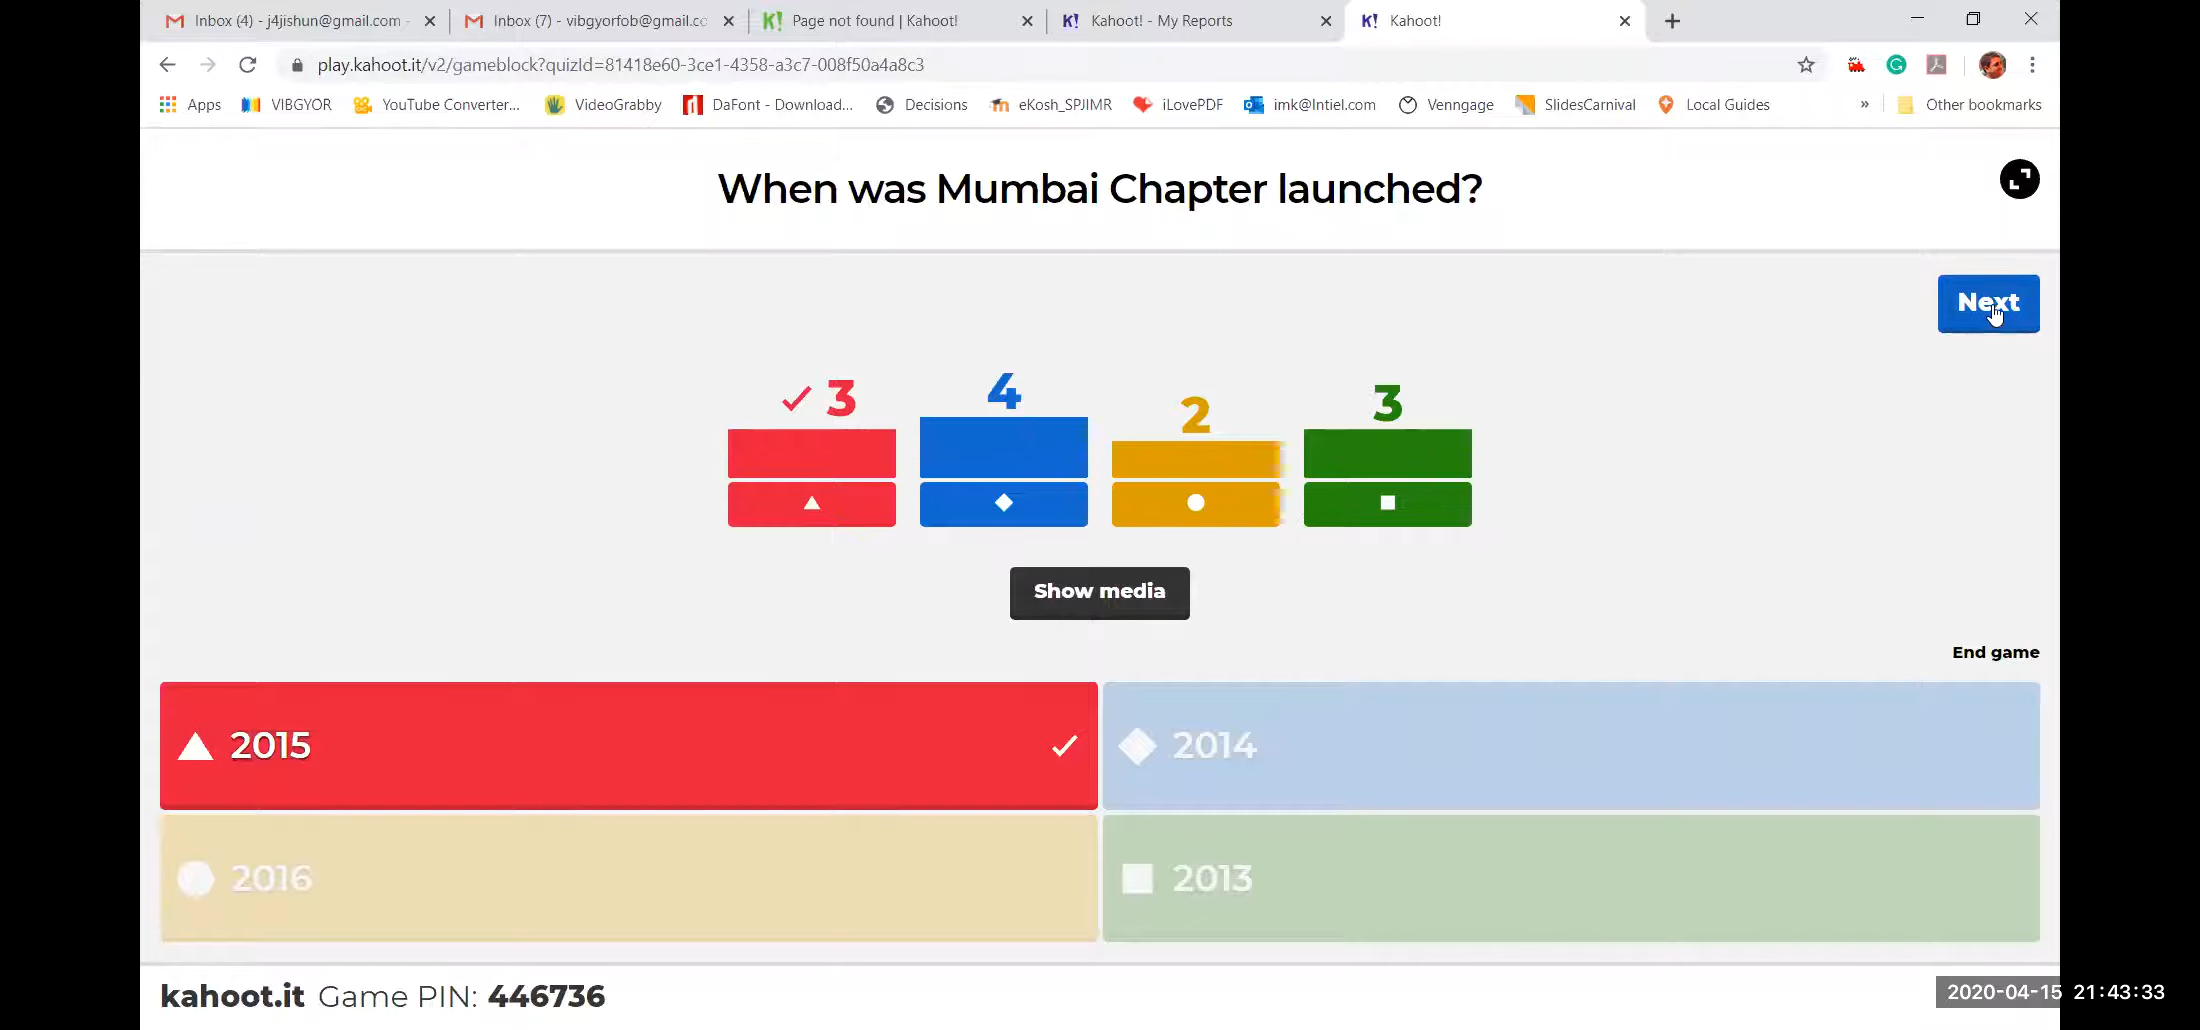 Inbox (4) - j4jishun@gmail.com -
Inbox (7) - vibgyorfob@gmail.cc
Page not found | Kahoot!
Kahoot! - My Reports
Kahoot!
play.kahoot.it/v2/gameblock?quizId=81418e60-3ce1-4358-a3c7-008f50a4a8c3
Apps VIBGYOR YouTube Converter... VideoGrabby DaFont - Download... Decisions eKosh_SPJIMR iLovePDF imk@Intiel.com Venngage SlidesCarnival Local Guides » Other bookmarks
When was Mumbai Chapter launched?
Next
3 4 2 3
Show media
End game
2015
2014
2016
2013
kahoot.it Game PIN: 446736
2020-04-15 21:43:33